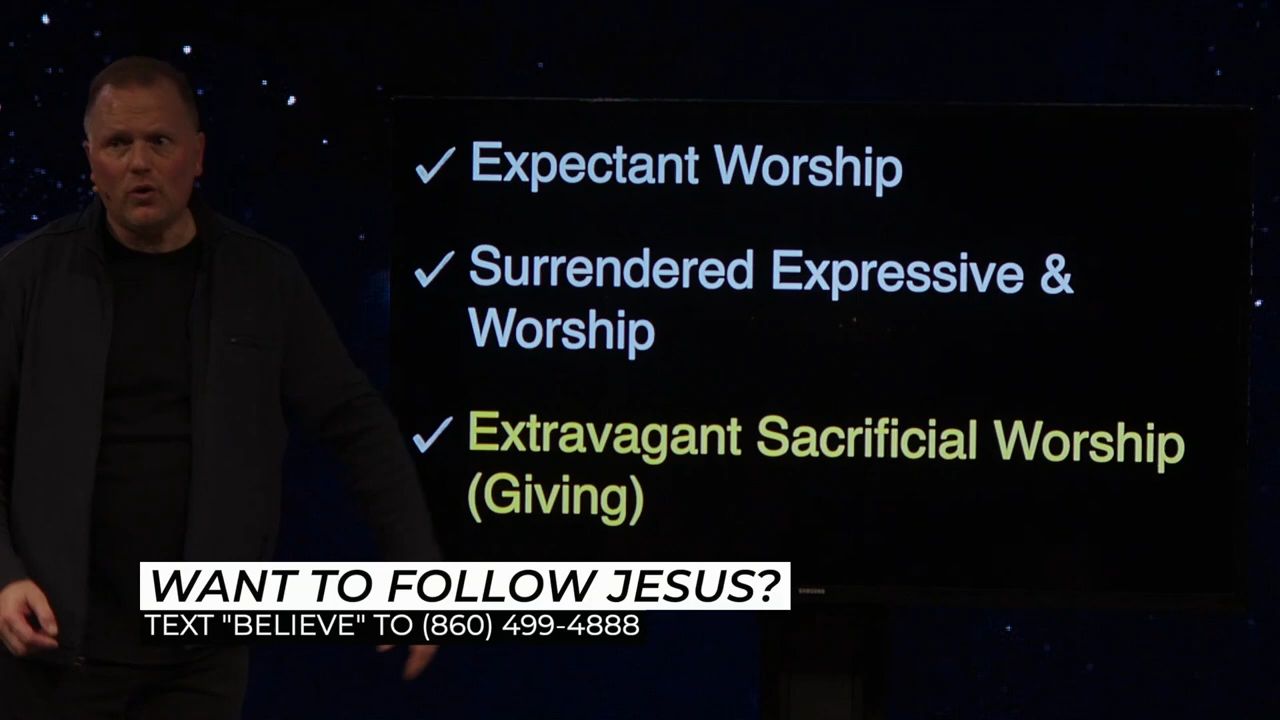 ✓ Expectant Worship
✓ Surrendered Expressive &
Worship
✓ Extravagant Sacrificial Worship
(Giving)
SAMSUNG
WANT TO FOLLOW JESUS?
TEXT "BELIEVE" TO (860) 499-4888